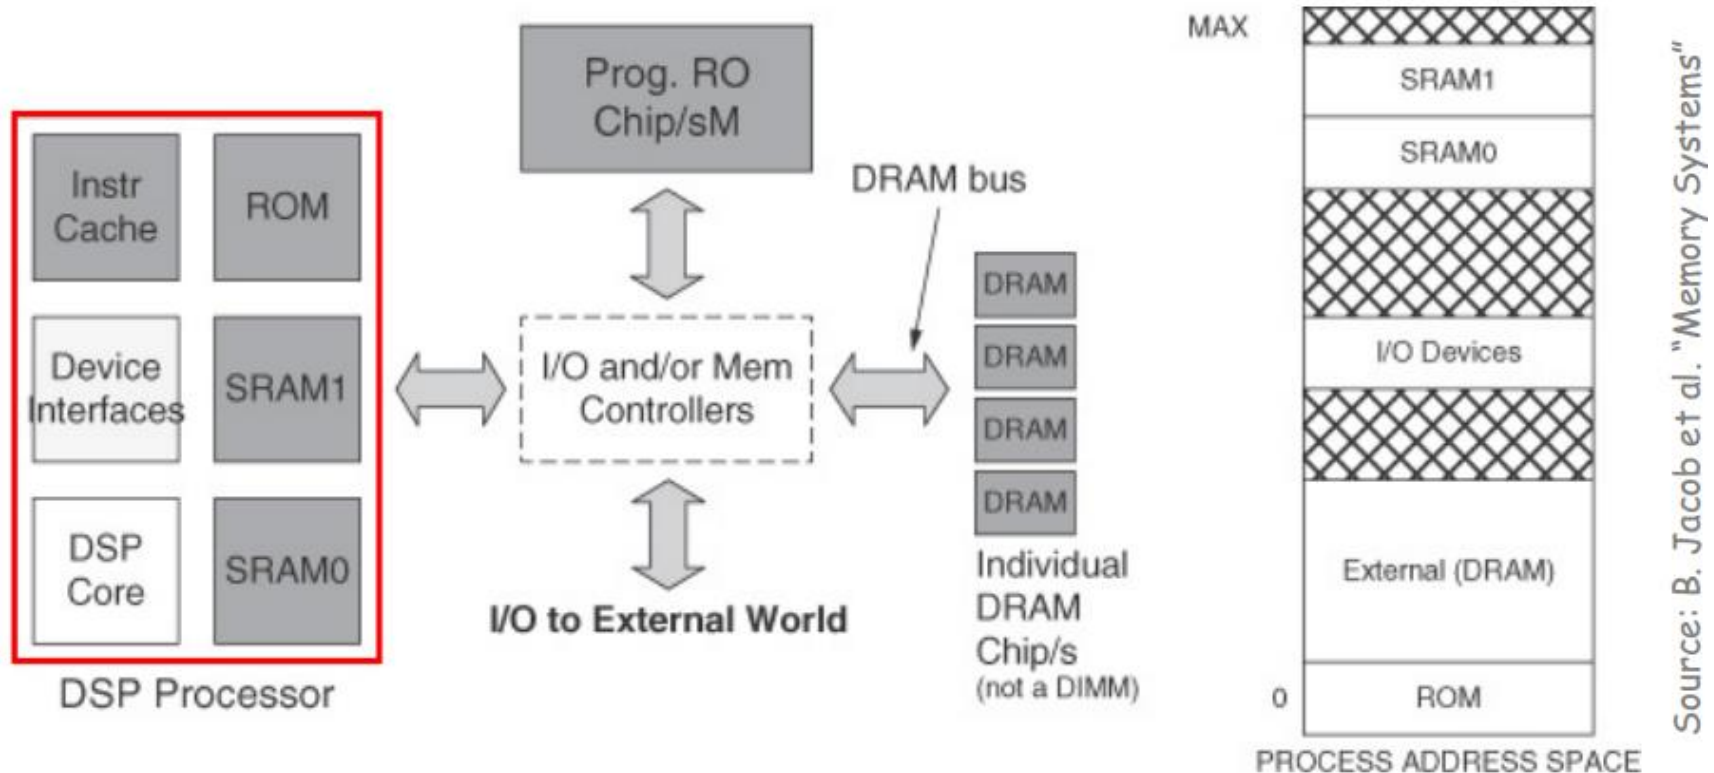 Instr
Cache
ROM
Device
Interfaces
SRAM1
DSP
Core
SRAM0
DSP Processor
Prog. RO
Chip/sM
I/O and/or Mem
Controllers
I/O to External World
DRAM bus
DRAM
DRAM
DRAM
DRAM
Individual
DRAM
Chip/s
(not a DIMM)
MAX
SRAM1
SRAM0
I/O Devices
External (DRAM)
0
ROM
PROCESS ADDRESS SPACE
Source: B. Jacob et al. "Memory Systems"